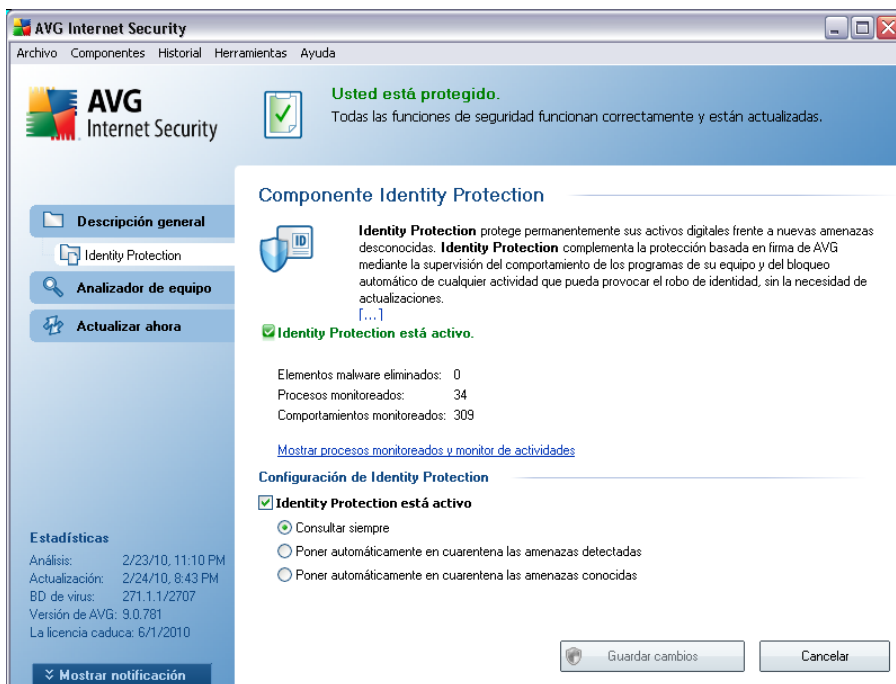 AVG Internet Security
Archivo Componentes Historial Herramientas Ayuda
AVG
Internet Security
Usted está protegido.
Todas las funciones de seguridad funcionan correctamente y están actualizadas.
Descripción general
Identity Protection
Analizador de equipo
Actualizar ahora
Componente Identity Protection
ID
Identity Protection protege permanentemente sus activos digitales frente a nuevas amenazas
desconocidas. Identity Protection complementa la protección basada en firma de AVG
mediante la supervisión del comportamiento de los programas de su equipo y del bloqueo
automático de cualquier actividad que pueda provocar el robo de identidad, sin la necesidad de
actualizaciones.
[...]
Identity Protection está activo.
Elementos malware eliminados: 0
Procesos monitoreados: 34
Comportamientos monitoreados: 309
Mostrar procesos monitoreados y monitor de actividades
Configuración de Identity Protection
Identity Protection está activo
Consultar siempre
Poner automáticamente en cuarentena las amenazas detectadas
Poner automáticamente en cuarentena las amenazas conocidas
Guardar cambios
Cancelar
Estadísticas
Análisis: 2/23/10, 11:10 PM
Actualización: 2/24/10, 8:43 PM
BD de virus: 271.1.1/2707
Versión de AVG: 9.0.781
La licencia caduca: 6/1/2010
Mostrar notificación